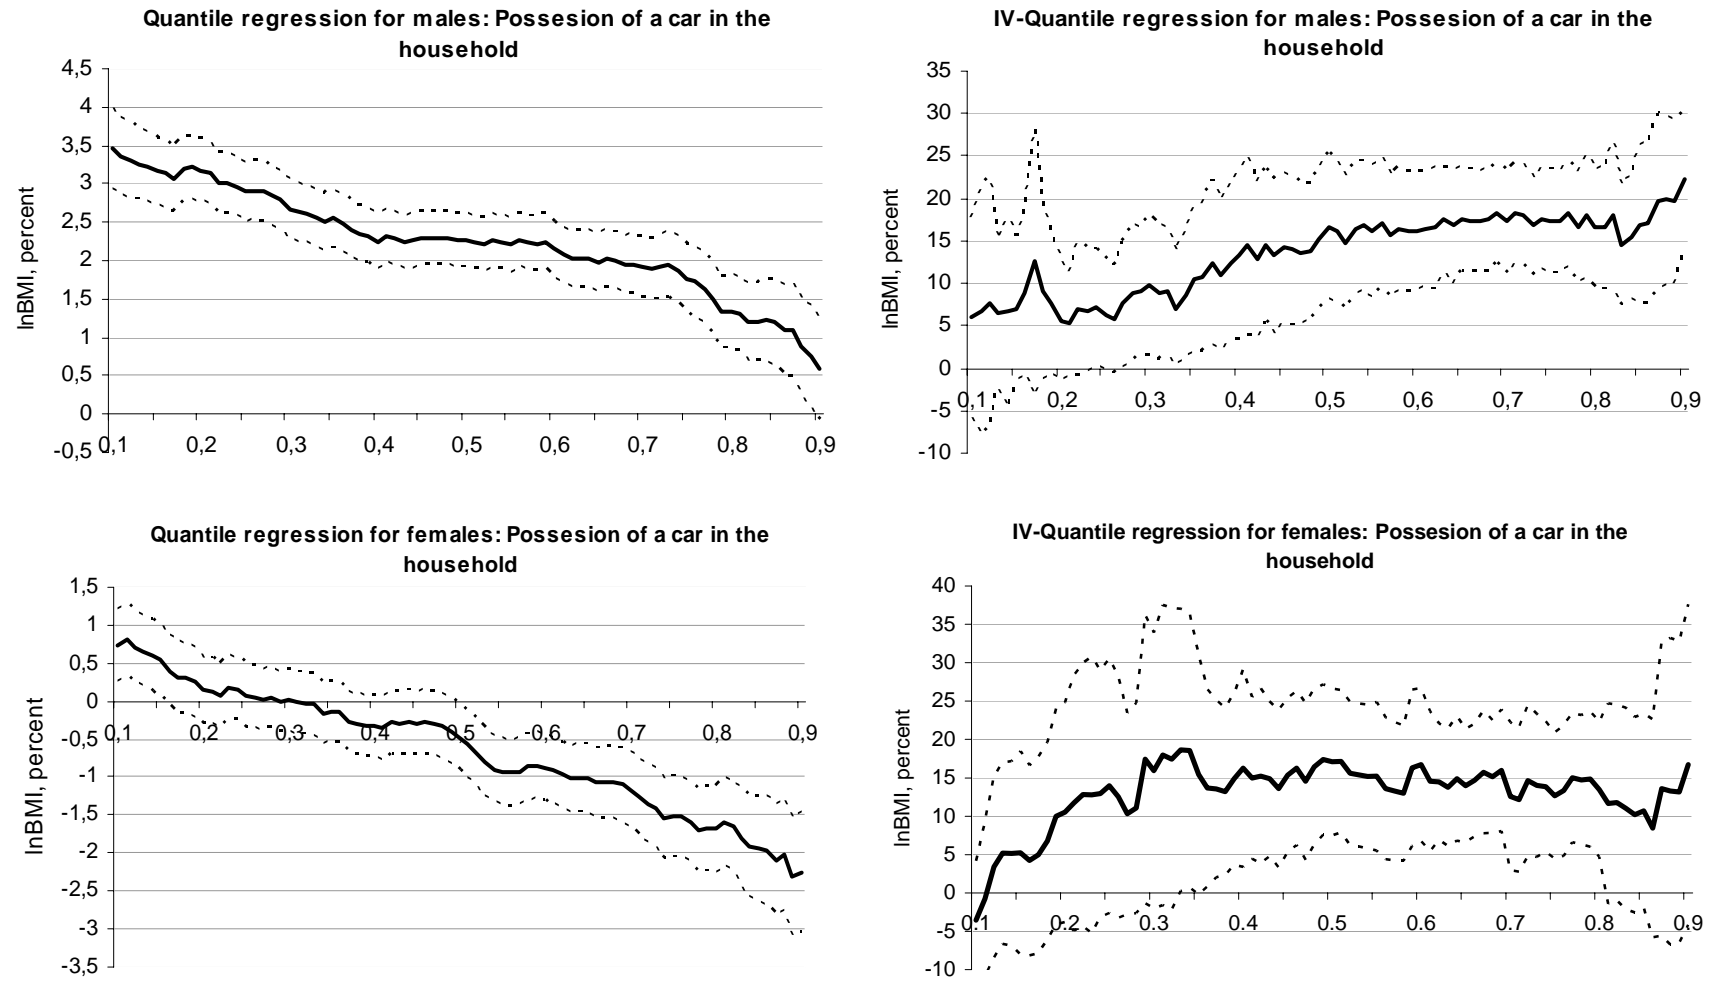 Quantile regression for males: Possesion of a car in the
household
4,5
4
3,5
3
2,5
2
1,5
1
0,5
0
-0,5
lnBMI, percent
0,1 0,2 0,3 0,4 0,5 0,6 0,7 0,8 0,9
IV-Quantile regression for males: Possesion of a car in the
household
35
30
25
20
15
10
5
0
-5
-10
lnBMI, percent
0,1 0,2 0,3 0,4 0,5 0,6 0,7 0,8 0,9
Quantile regression for females: Possesion of a car in the
household
1,5
1
0,5
0
-0,5
-1
-1,5
-2
-2,5
-3
-3,5
lnBMI, percent
0,1 0,2 0,3 0,4 0,5 0,6 0,7 0,8 0,9
IV-Quantile regression for females: Possesion of a car in the
household
40
35
30
25
20
15
10
5
0
-5
-10
lnBMI, percent
0.1 0.2 0.3 0.4 0.5 0.6 0.7 0.8 0.9